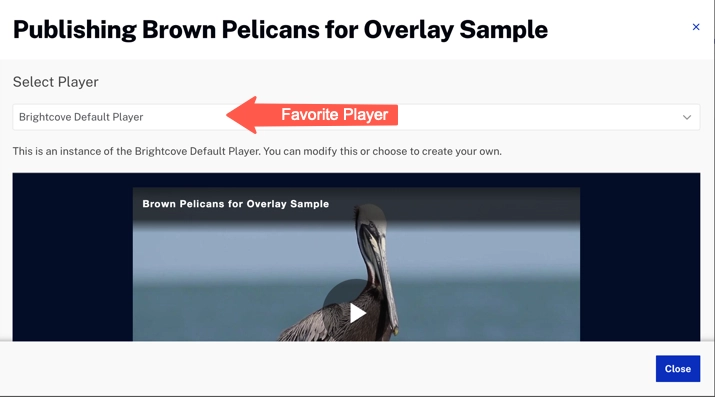 Publishing Brown Pelicans for Overlay Sample
Select Player
Brightcove Default Player
Favorite Player
This is an instance of the Brightcove Default Player. You can modify this or choose to create your own.
Brown Pelicans for Overlay Sample
Close